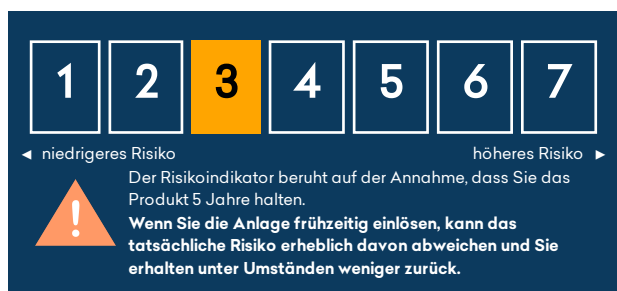 1 2 3 4 5 6 7
◄ niedrigeres Risiko höheres Risiko ►
Der Risikoindikator beruht auf der Annahme, dass Sie das
Produkt 5 Jahre halten.
Wenn Sie die Anlage frühzeitig einlösen, kann das
tatsächliche Risiko erheblich davon abweichen und Sie
erhalten unter Umständen weniger zurück.
!